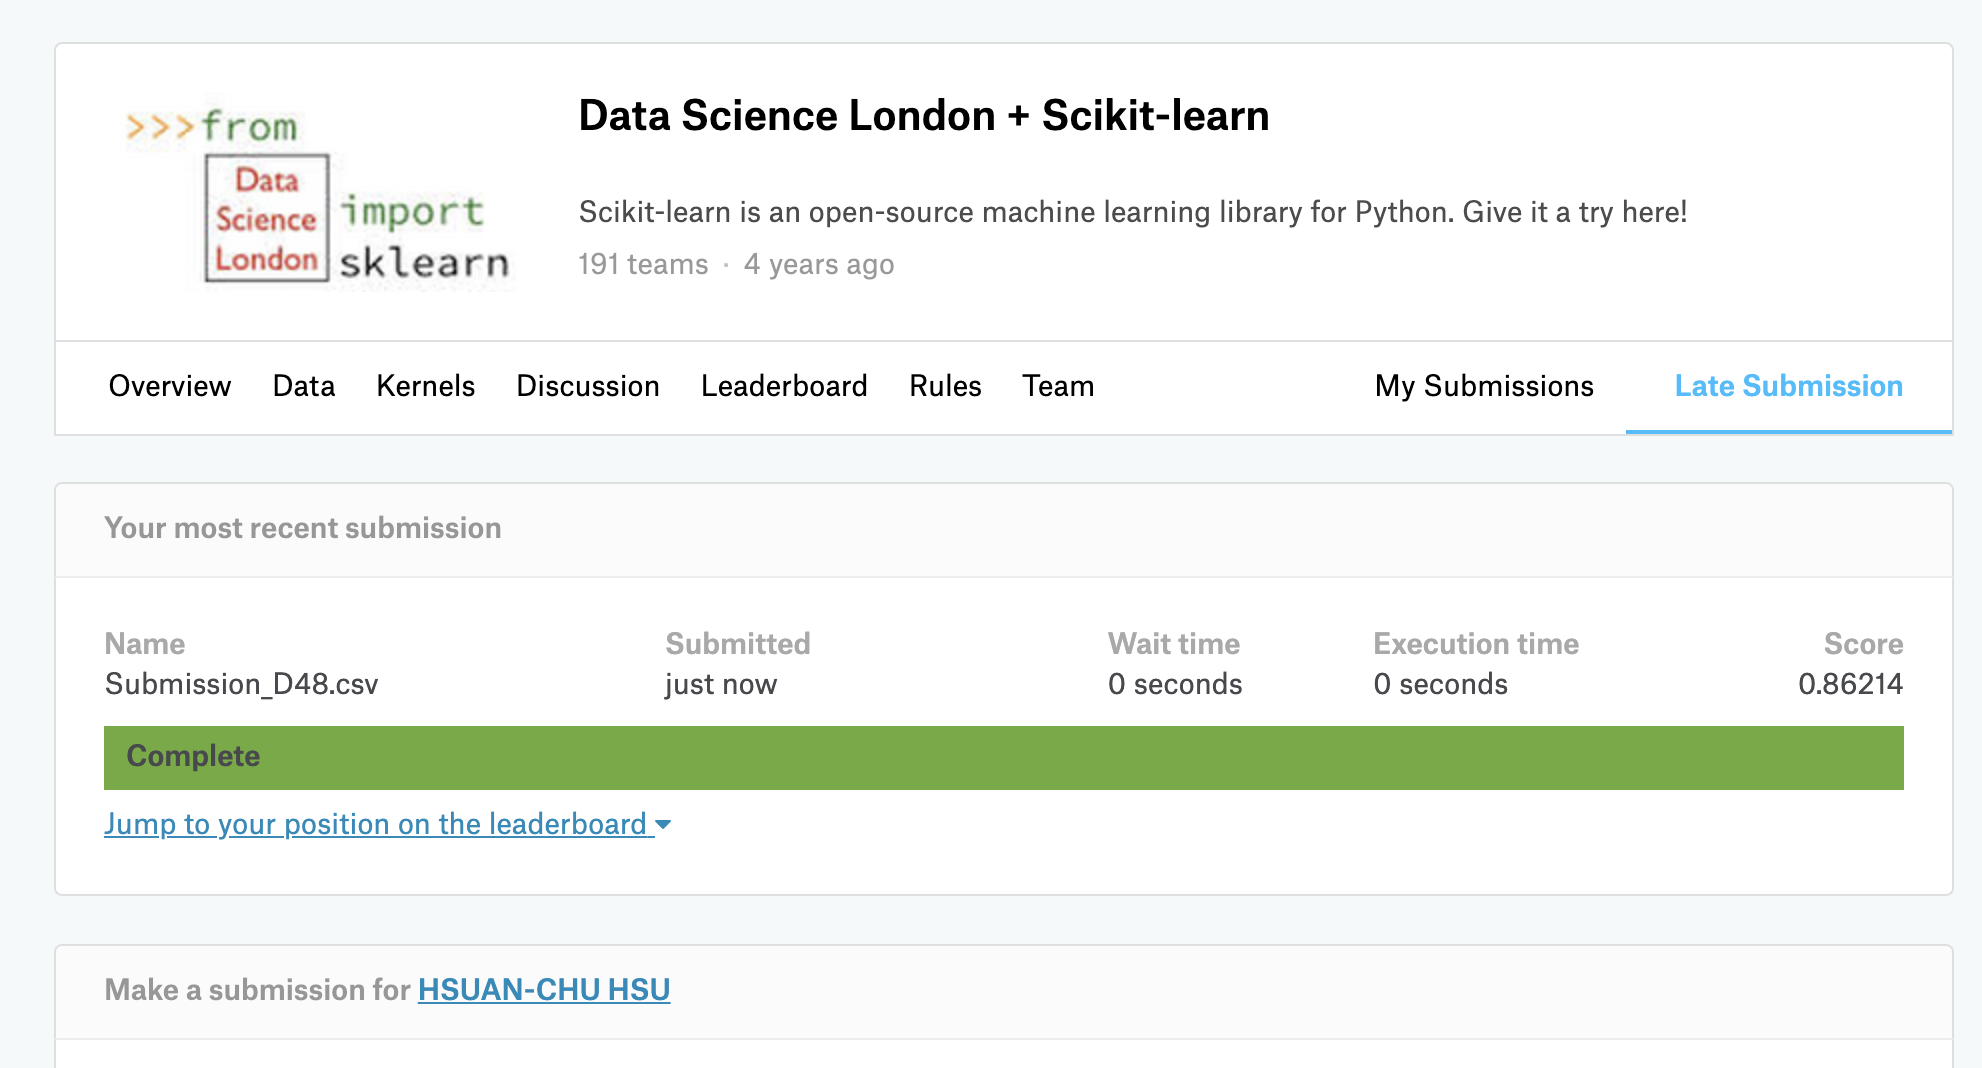 >>>from
Data
Science
London
import
sklearn
Data Science London + Scikit-learn
Scikit-learn is an open-source machine learning library for Python. Give it a try here!
191 teams · 4 years ago
Overview Data Kernels Discussion Leaderboard Rules Team My Submissions Late Submission
Your most recent submission
Name Submitted Wait time Execution time Score
Submission_D48.csv just now 0 seconds 0 seconds 0.86214
Complete
Jump to your position on the leaderboard
Make a submission for HSUAN-CHU HSU